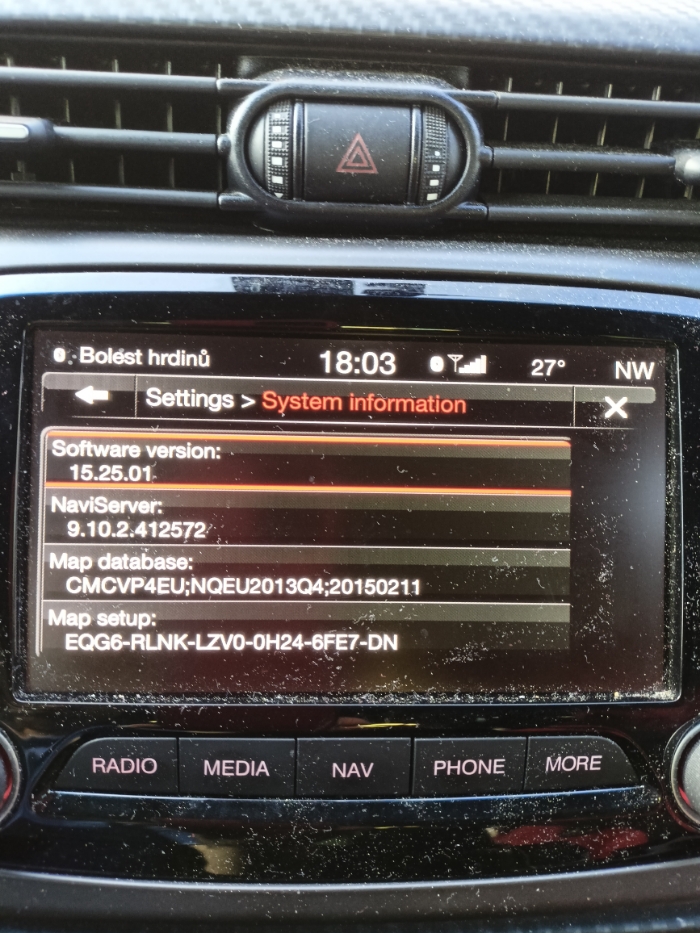 Bolest hrdinů 18:03 27° NW
Settings > System information
Software version:
15.25.01
NaviServer:
9.10.2.412572
Map database:
CMCVP4EU;NQEU2013Q4;20150211
Map setup:
EQG6-RLNK-LZV0-0H24-6FE7-DN
RADIO MEDIA NAV PHONE MORE